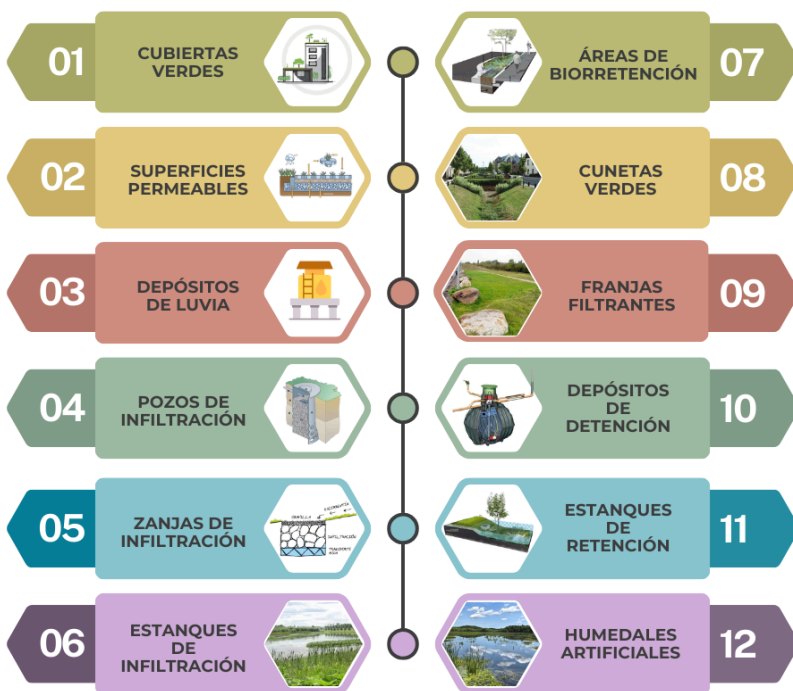 01
CUBIERTAS
VERDES
02
SUPERFICIES
PERMEABLES
03
DEPÓSITOS
DE LUVIA
04
POZOS DE
INFILTRACIÓN
05
ZANJAS DE
INFILTRACIÓN
06
ESTANQUES
DE
INFILTRACIÓN
ÁREAS DE
BIORRETENCIÓN
07
CUNETAS
VERDES
08
FRANJAS
FILTRANTES
09
DEPÓSITOS
DE
DETENCIÓN
10
ESTANQUES
DE
RETENCIÓN
11
HUMEDALES
ARTIFICIALES
12